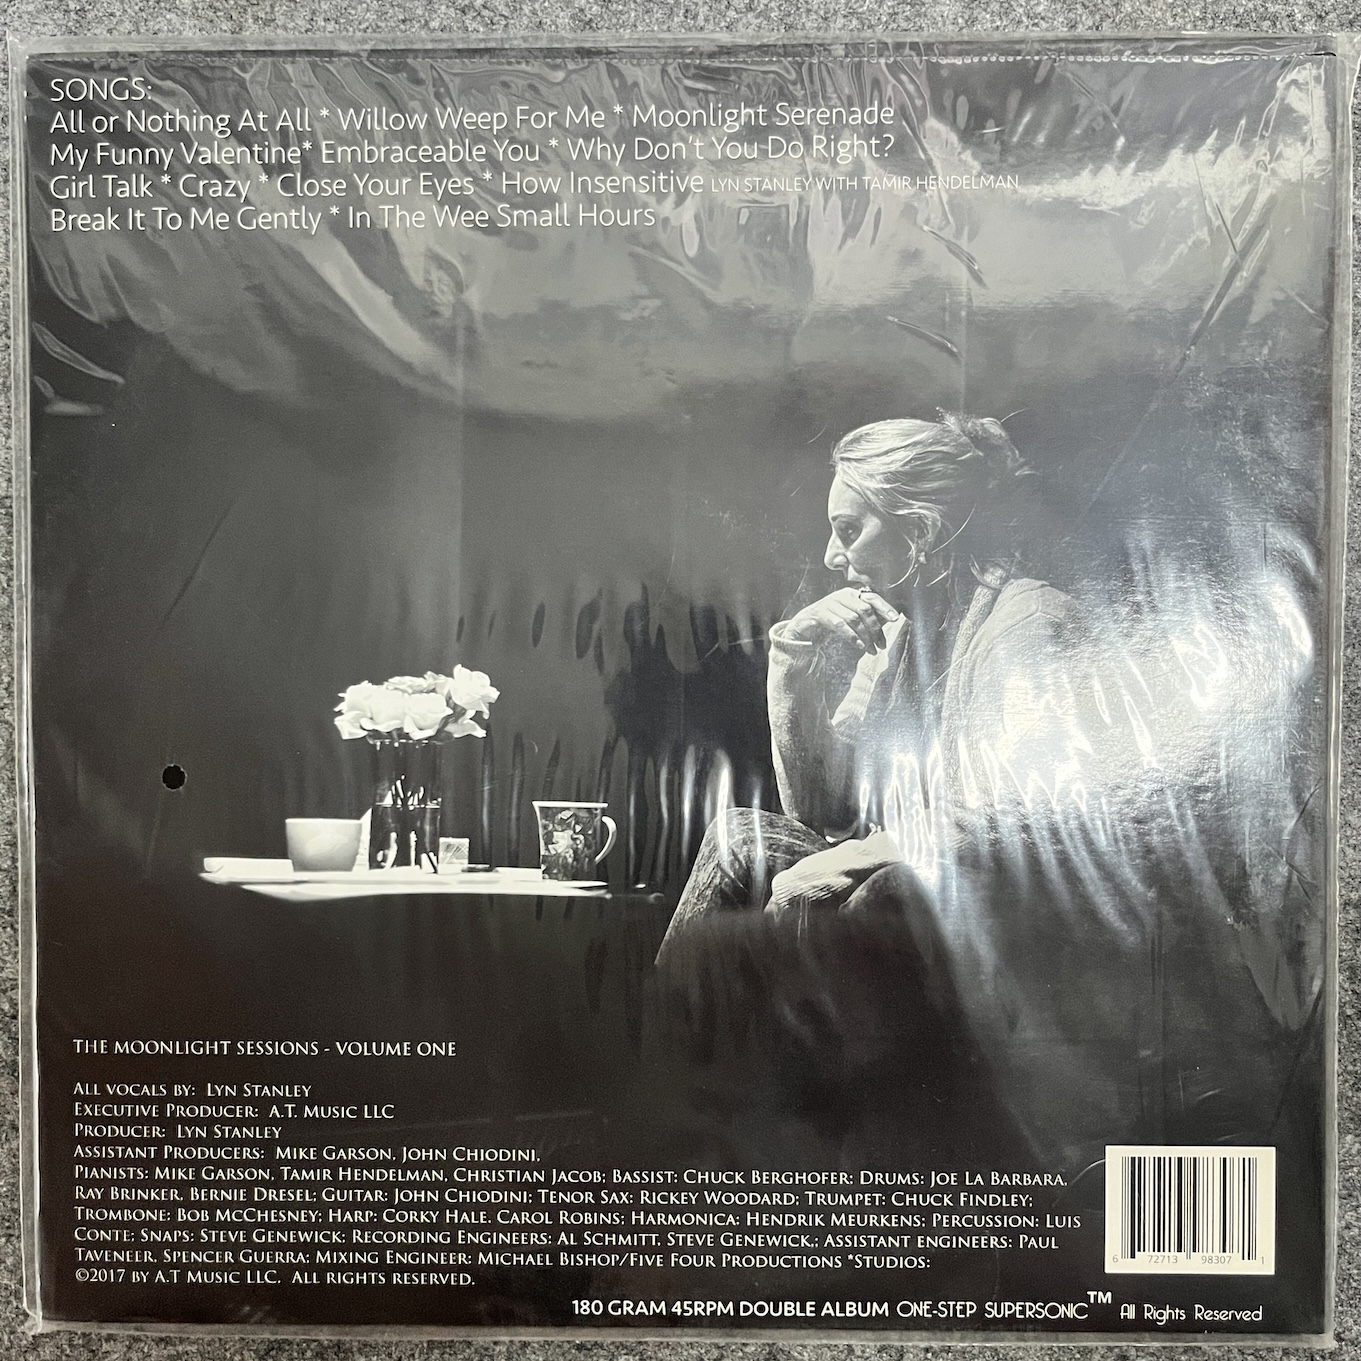 SONGS:
All or Nothing At All * Willow Weep For Me * Moonlight Serenade
My Funny Valentine* Embraceable You * Why Don't You Do Right?
Girl Talk * Crazy * Close Your Eyes * How Insensitive LYN STANLEY WITH TAMIR HENDELMAN
Break It To Me Gently * In The Wee Small Hours
THE MOONLIGHT SESSIONS - VOLUME ONE
ALL VOCALS BY: LYN STANLEY
EXECUTIVE PRODUCER: A.T. MUSIC LLC
PRODUCER: LYN STANLEY
ASSISTANT PRODUCERS: MIKE GARSON, JOHN CHIODINI,
PIANISTS: MIKE GARSON, TAMIR HENDELMAN, CHRISTIAN JACOB; BASSIST: CHUCK BERGHOFER: DRUMS: JOE LA BARBARA,
RAY BRINKER, BERNIE DRESEL; GUITAR: JOHN CHIODINI; TENOR SAX: RICKEY WOODARD; TRUMPET: CHUCK FINDLEY;
TROMBONE: BOB MCCHESNEY; HARP: CORKY HALE, CAROL ROBINS; HARMONICA: HENDRIK MEURKENS; PERCUSSION: LUIS
CONTE; SNAPS: STEVE GENEWICK; RECORDING ENGINEERS: AL SCHMITT, STEVE GENEWICK,; ASSISTANT ENGINEERS: PAUL
TAVENEER, SPENCER GUERRA; MIXING ENGINEER: MICHAEL BISHOP/FIVE FOUR PRODUCTIONS *STUDIOS:
©2017 BY A.T MUSIC LLC. ALL RIGHTS RESERVED.
6 72713 98307 1
180 GRAM 45RPM DOUBLE ALBUM ONE-STEP SUPERSONIC™ All Rights Reserved